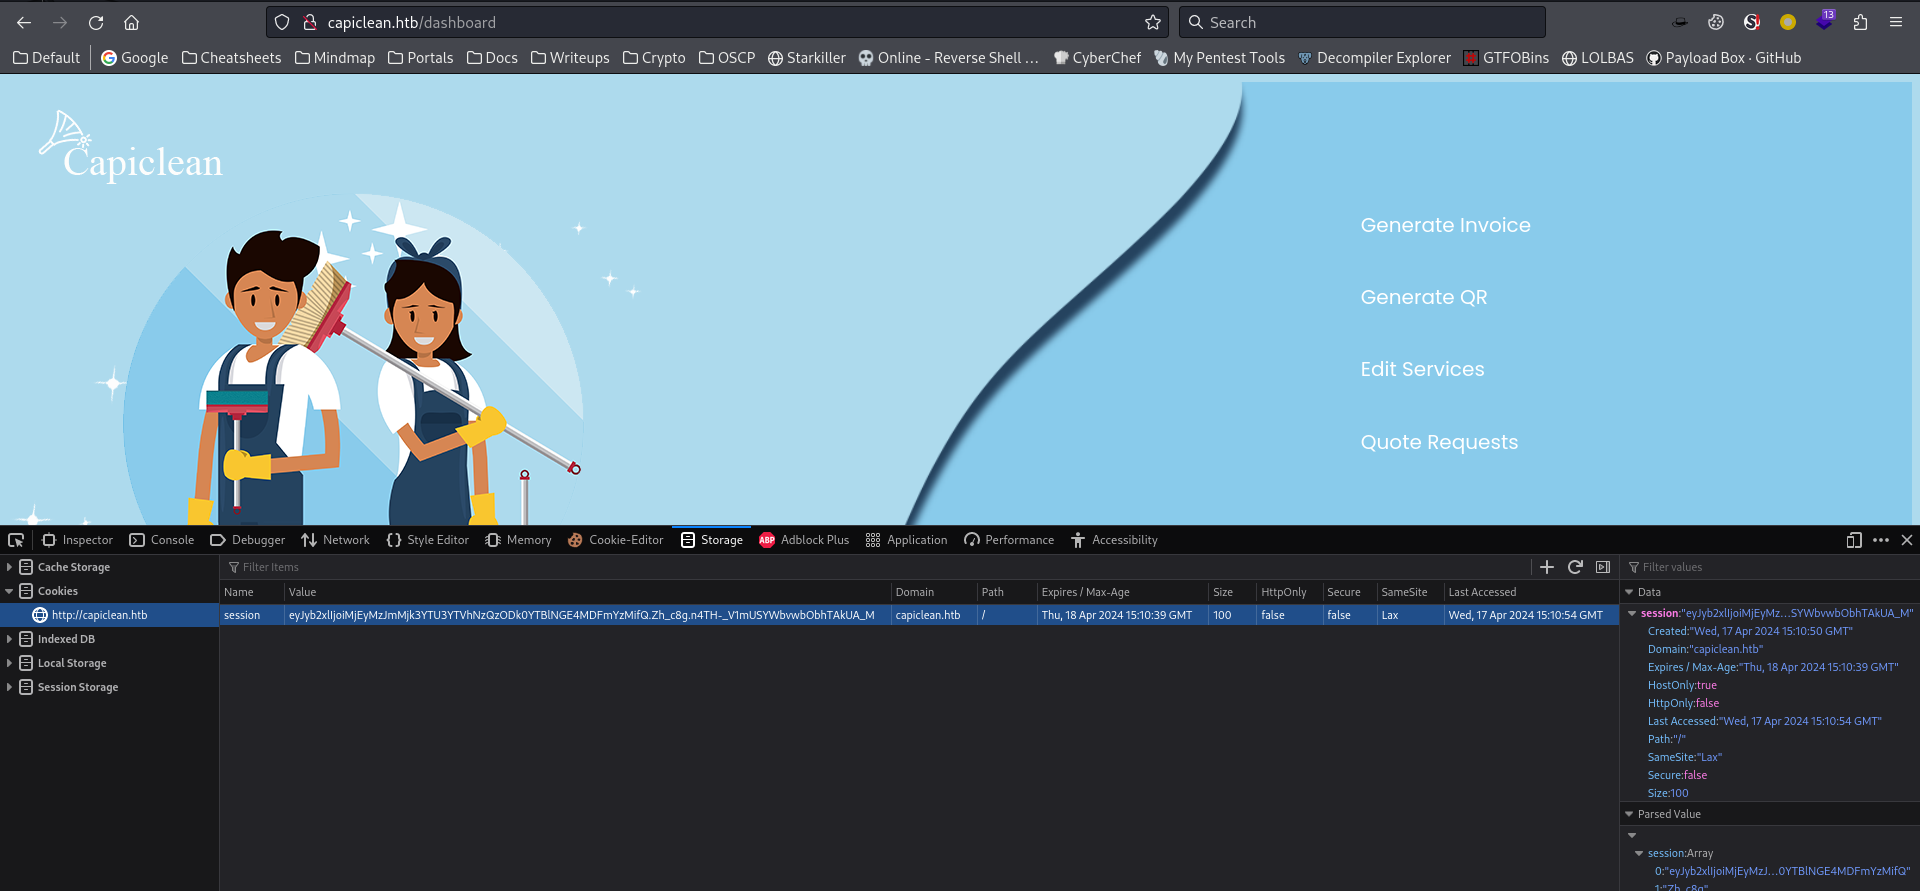 capiclean.htb/dashboard
Search
13
Default Google Cheatsheets Mindmap Portals Docs Writeups Crypto OSCP Starkiller Online - Reverse Shell ... CyberChef My Pentest Tools Decompiler Explorer GTFOBins LOLBAS Payload Box · GitHub
Capiclean
Generate Invoice
Generate QR
Edit Services
Quote Requests
Inspector Console Debugger Network Style Editor Memory Cookie-Editor Storage ABP Adblock Plus Application Performance Accessibility
Cache Storage
Cookies
http://capiclean.htb
Indexed DB
Local Storage
Session Storage
Filter Items
Name Value Domain Path Expires / Max-Age Size HttpOnly Secure SameSite Last Accessed
session eyJyb2xlIjoiMjEyMzJmMjk3YTU3YTVhNzQzODk0YTBlNGE4MDFmYzMifQ.Zh_c8g.n4TH-_V1mUSYWbvwbObhTAkUA_M capiclean.htb / Thu, 18 Apr 2024 15:10:39 GMT 100 false false Lax Wed, 17 Apr 2024 15:10:54 GMT
Filter values
Data
session:"eyJyb2xlIjoiMjEyMz...SYWbvwbObhTAkUA_M"
Created:"Wed, 17 Apr 2024 15:10:50 GMT"
Domain:"capiclean.htb"
Expires / Max-Age:"Thu, 18 Apr 2024 15:10:39 GMT"
HostOnly:true
HttpOnly:false
Last Accessed:"Wed, 17 Apr 2024 15:10:54 GMT"
Path:"/"
SameSite:"Lax"
Secure:false
Size:100
Parsed Value
session:Array
0:"eyJyb2xlIjoiMjEyMzJ...0YTBlNGE4MDFmYzMifQ"
1:"Zh_c8g"